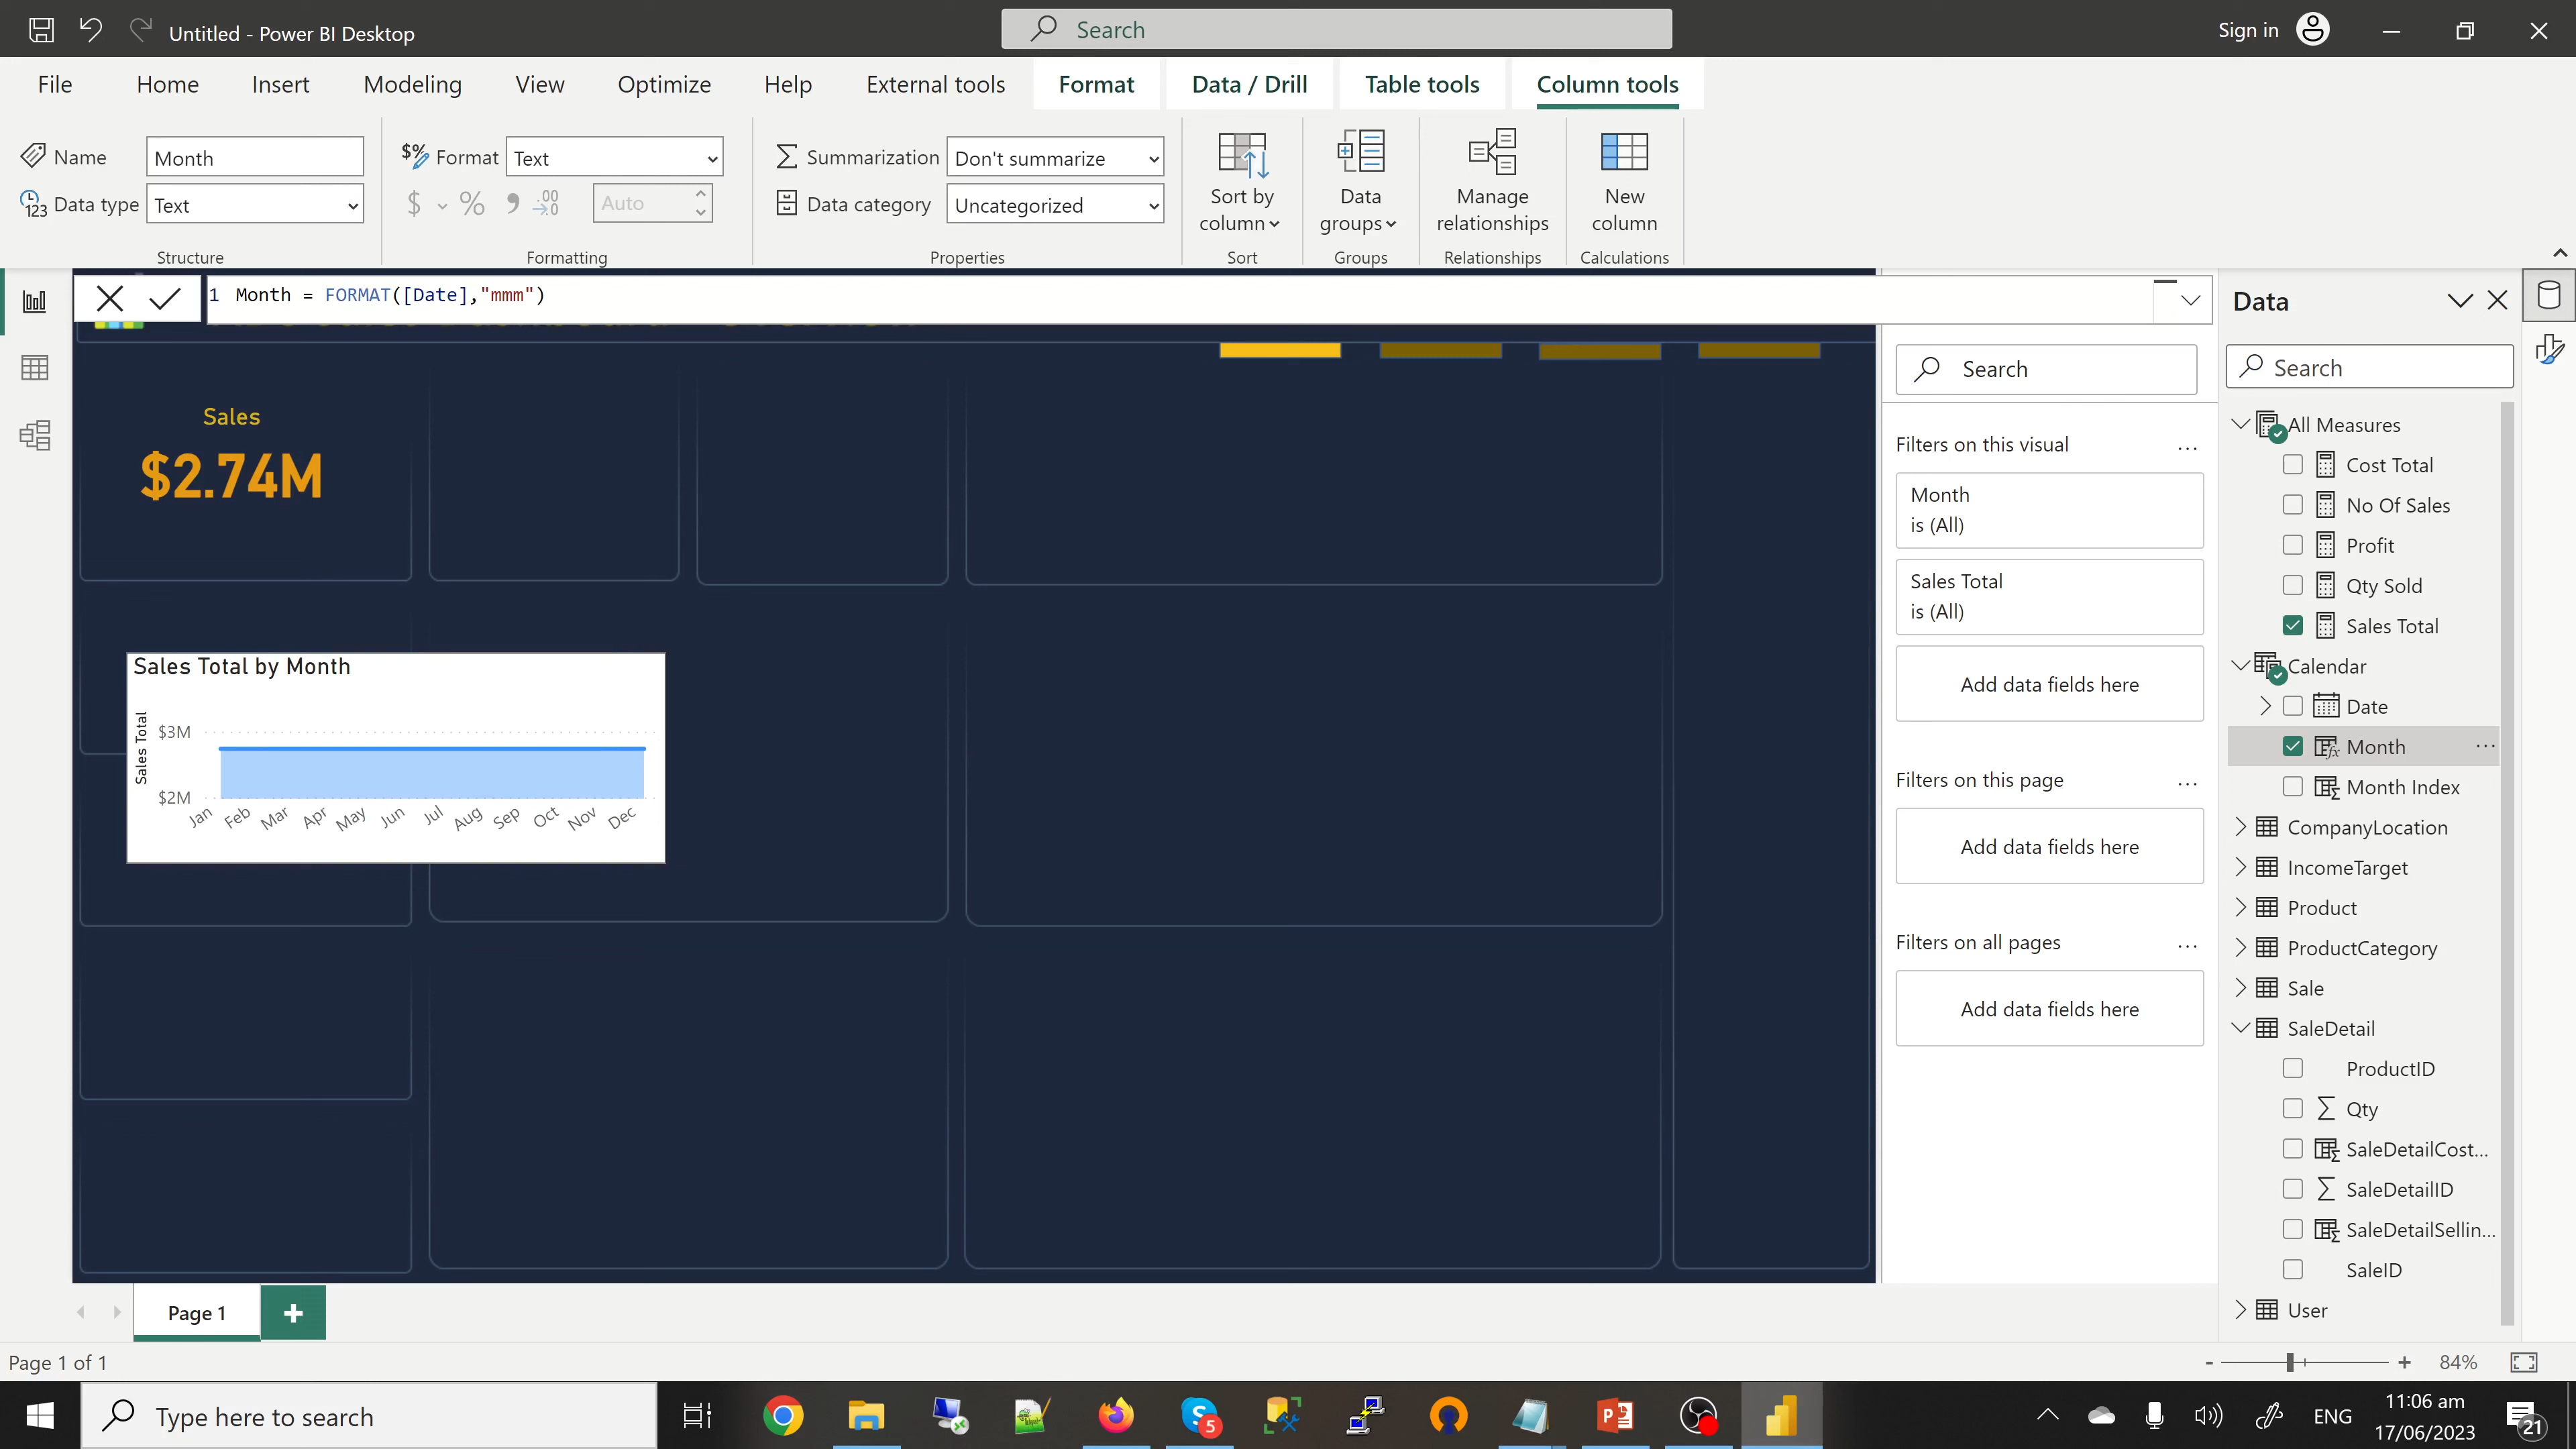 Untitled - Power BI Desktop
Search
Sign in
File
Home
Insert
Modeling
View
Optimize
Help
External tools
Format
Data / Drill
Table tools
Column tools
Name
Month
Data type
Text
Structure
Format
Text
$
%
Auto
Formatting
Summarization
Don't summarize
Data category
Uncategorized
Properties
Sort by
column
Sort
Data
groups
Groups
Manage
relationships
Relationships
New
column
Calculations
1 Month = FORMAT([Date],"mmm")
Sales
$2.74M
Sales Total by Month
Sales Total
$3M
$2M
Jan
Feb
Mar
Apr
May
Jun
Jul
Aug
Sep
Oct
Nov
Dec
Search
Filters on this visual
Month
is (All)
Sales Total
is (All)
Add data fields here
Filters on this page
Add data fields here
Filters on all pages
Add data fields here
Data
Search
All Measures
Cost Total
No Of Sales
Profit
Qty Sold
Sales Total
Calendar
Date
Month
Month Index
CompanyLocation
IncomeTarget
Product
ProductCategory
Sale
SaleDetail
ProductID
Qty
SaleDetailCost...
SaleDetailID
SaleDetailSellin...
SaleID
User
Page 1
Page 1 of 1
84%
Type here to search
5
ENG
11:06 am
17/06/2023
21